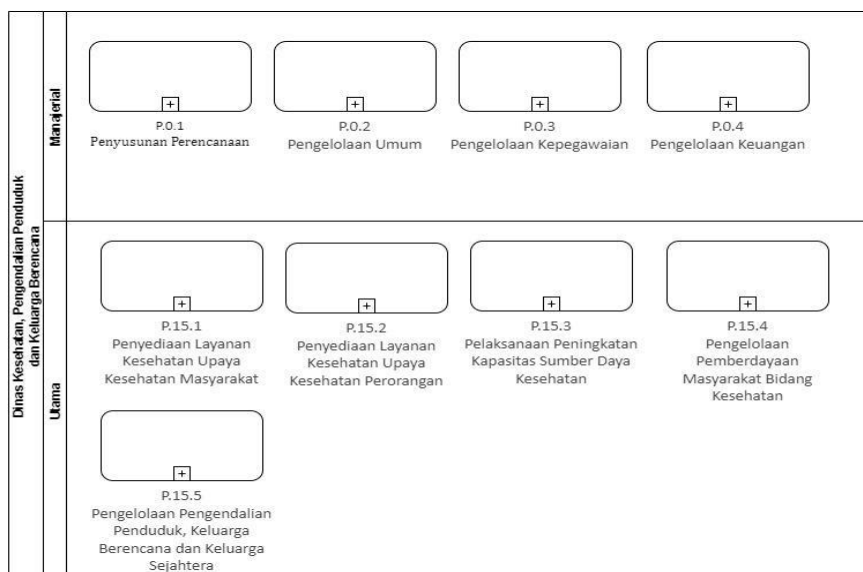 Dinas Kesehatan, Pengendalian Penduduk
dan Keluarga Berencana
Manajerial
+
P.0.1
Penyusunan Perencanaan
+
P.0.2
Pengelolaan Umum
+
P.0.3
Pengelolaan Kepegawaian
+
P.0.4
Pengelolaan Keuangan
Utama
+
P.15.1
Penyediaan Layanan
Kesehatan Upaya
Kesehatan Masyarakat
+
P.15.2
Penyediaan Layanan
Kesehatan Upaya
Kesehatan Perorangan
+
P.15.3
Pelaksanaan Peningkatan
Kapasitas Sumber Daya
Kesehatan
+
P.15.4
Pengelolaan
Pemberdayaan
Masyarakat Bidang
Kesehatan
+
P.15.5
Pengelolaan Pengendalian
Penduduk, Keluarga
Berencana dan Keluarga
Sejahtera